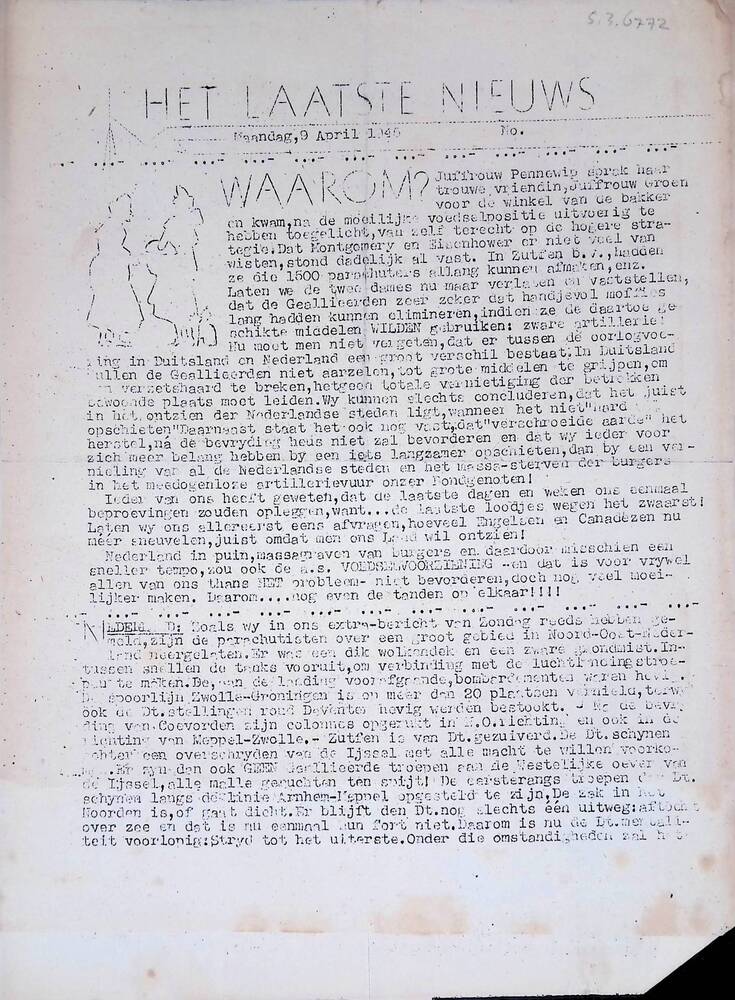 S.3.6772
HET LAATSTE NIEUWS
Maandag,9 April 1945 No.
WAAROM? Juffrouw Pennewip sprak haar
trouwe vriendin,Juffrouw Groen
voor de winkel van de bakker
en kwam,na de moeilijke voedselpositie uitvoerig te
hebben toegelicht,van zelf terecht op de hogere stra-
tegie.Dat Montgomery en Eisenhower er niet veel van
wisten,stond dadelijk al vast. In Zutfen b.v.,hadden
ze die 1500 parachuters allang kunnen afmaken,enz.
Laten we de twee dames nu maar verlaten en vaststellen,
dat de Geallieerden zeer zeker dat handjevol moffies
lang hadden kunnen elimineren,indien ze de daartoe ge-
schikte middelen WILDEN gebruiken: zware artillerie!
Nu moet men niet vergeten,dat er tussen de oorlogvoe-
ring in Duitsland en Nederland een groot verschil bestaat:In Duitsland
zullen de Geallieerden niet aarzelen,tot grote middelen te grijpen,om
een verzetshaard te breken,hetgeen totale vernietiging der betrokken
bewoonde plaats moet leiden.Wy kunnen slechts concluderen,dat het juist
in het ontzien der Nederlandse steden ligt,wanneer het niet"hard
opschieten"Daarnaast staat het ook nog vast,dat"verschroeide aarde" het
herstel,ná de bevryding heus niet zal bevorderen en dat wy ieder voor
zich meer belang hebben by een iets langzamer opschieten,dan by een ver-
nieling van al de Nederlandse steden en het massa-sterven der burgers
in het meedogenloze artillerievuur onzer Bondgenoten!
Ieder van ons heeft geweten,dat de laatste dagen en weken ons eenmaal
beproevingen zouden opleggen,want...de laatste loodjes wegen het zwaarst!
Laten wy ons allereerst eens afvragen,hoeveel Engelsen en Canadezen nu
méér sneuvelen,juist omdat men ons Land wil ontzien!
Nederland in puin,massagraven van burgers en daardoor misschien een
sneller tempo,zou ook de a.s. VOEDSELVOORZIENING -en dat is voor vrywel
allen van ons thans HET probleem- niet bevorderen,doch nog veel moei-
lijker maken. Daarom....nog even de tanden op elkaar!!!!
Zoals wy in ons extra-bericht van Zondag reeds hebben ge-
meld,zijn de parachutisten over een groot gebied in Noord-Oost-Neder-
land neergelaten.Er was een dik wolkendek en een zware grondmist.In-
tussen snellen de tanks vooruit,om verbinding met de luchtlandingstroe-
pen te maken.De,aan de landing voorafgaande,bombardementen waren hevig.
De spoorlijn Zwolle-Groningen is op meer dan 20 plaatsen vernield,terwijl
ook de Dt.stellingen rond Deventer hevig werden bestookt. - Na de bevry-
ding van Coevorden zijn colonnes opgerukt in N.O.richting en ook in de
richting van Meppel-Zwolle.- Zutfen is van Dt.gezuiverd.De Dt.schynen
echter een overschryden van de Ijssel met alle macht te willen voorko-
men.Er zyn dan ook GEEN Geallieerde troepen aan de Westelijke oever van
de Ijssel,alle malle geruchten ten spijt! De eersterangs troepen der Dt.
schynen langs de linie Arnhem-Meppel opgesteld te zijn.De zak in het
Noorden is,of gaat dicht.Er blijft den Dt.nog slechts één uitweg:aftocht
over zee en dat is nu eenmaal hun fort niet.Daarom is nu de Dt.mentali-
teit voorlopig:Stryd tot het uiterste.Onder die omstandigheden zal het